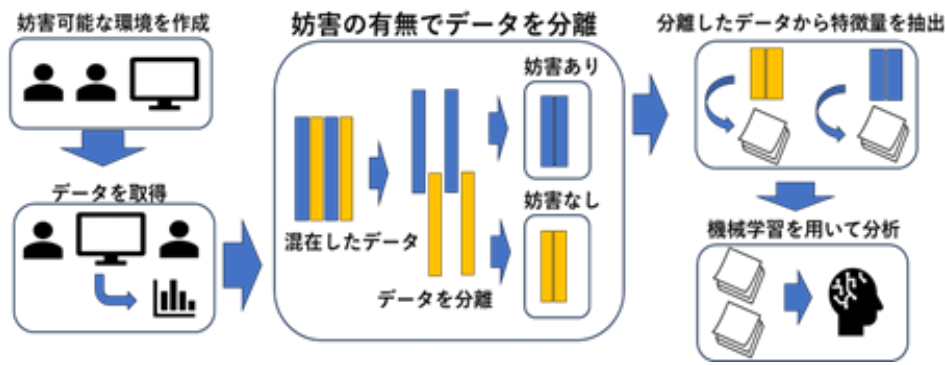 妨害可能な環境を作成
データを取得
妨害の有無でデータを分離
混在したデータ
データを分離
妨害あり
妨害なし
分離したデータから特徴量を抽出
機械学習を用いて分析